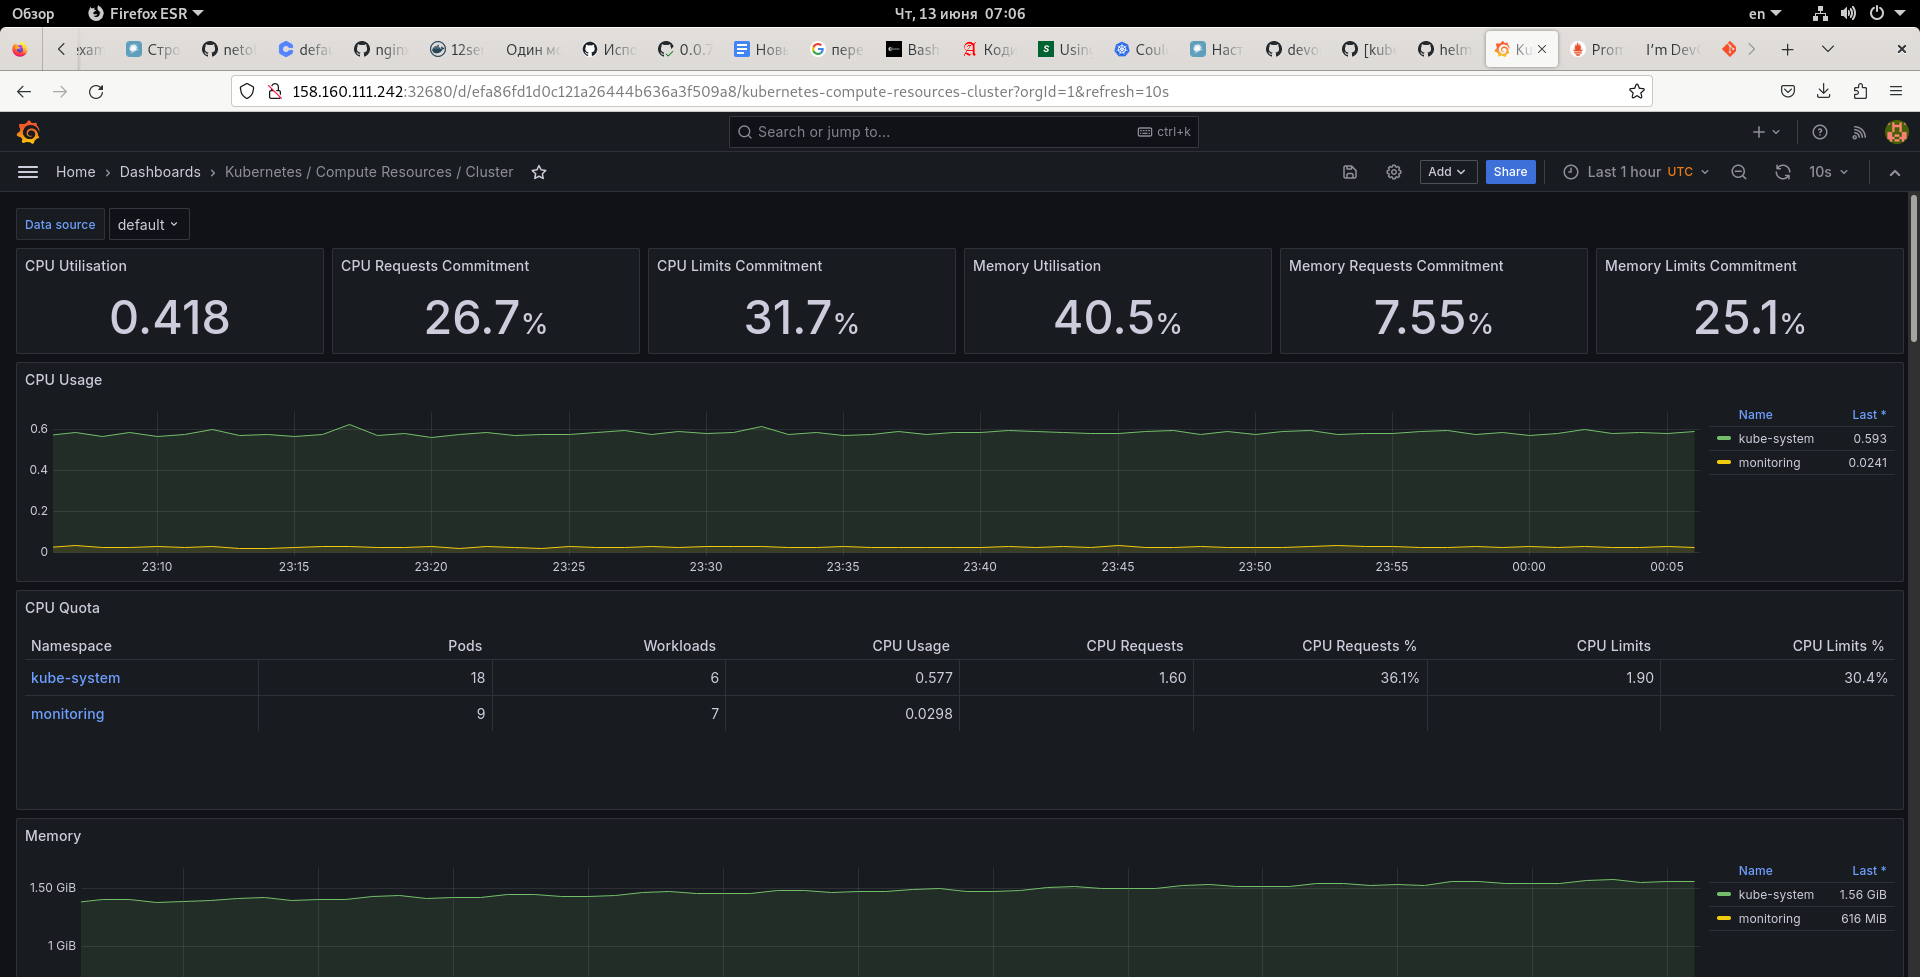 Обзор Firefox ESR Чт, 13 июня 07:06 en
exam Стро neto defau nginx 12se Один мо Испо 0.0.7 Новы пере Bash Коди Using Coul Наст devo [kube helm Ku Prom I'm DevO
158.160.111.242:32680/d/efa86fd1d0c121a26444b636a3f509a8/kubernetes-compute-resources-cluster?orgId=1&refresh=10s
Search or jump to... ctrl+k
Home › Dashboards › Kubernetes / Compute Resources / Cluster Add Share Last 1 hour UTC 10s
Data source default
CPU Utilisation CPU Requests Commitment CPU Limits Commitment Memory Utilisation Memory Requests Commitment Memory Limits Commitment
0.418 26.7% 31.7% 40.5% 7.55% 25.1%
CPU Usage
Name Last *
0.6
kube-system 0.593
monitoring 0.0241
0.4
0.2
0
23:10 23:15 23:20 23:25 23:30 23:35 23:40 23:45 23:50 23:55 00:00 00:05
CPU Quota
Namespace Pods Workloads CPU Usage CPU Requests CPU Requests % CPU Limits CPU Limits %
kube-system 18 6 0.577 1.60 36.1% 1.90 30.4%
monitoring 9 7 0.0298
Memory
Name Last *
1.50 GiB
kube-system 1.56 GiB
monitoring 616 MiB
1 GiB